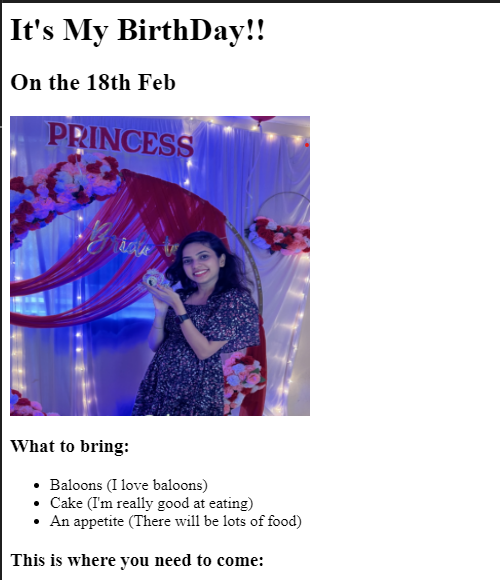 It's My BirthDay!!
On the 18th Feb
PRINCESS
Bride to
What to bring:
Baloons (I love baloons)
Cake (I'm really good at eating)
An appetite (There will be lots of food)
This is where you need to come: